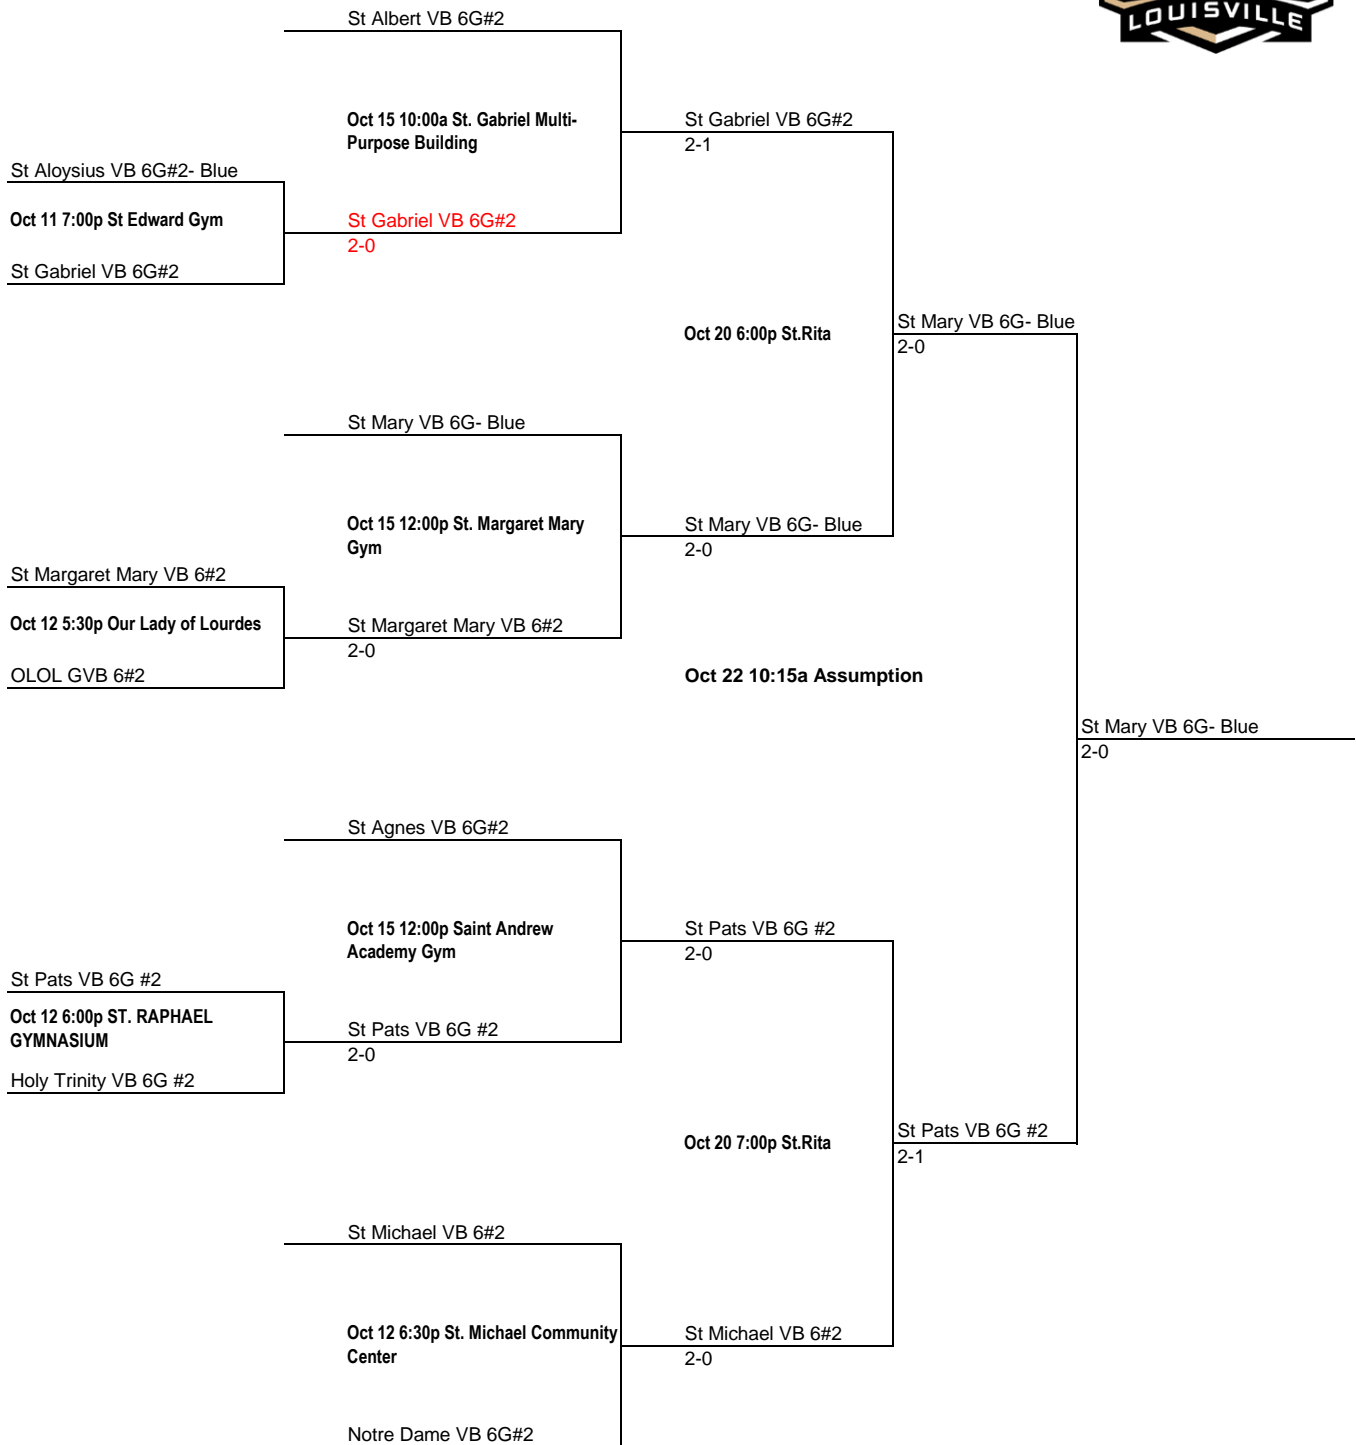 LOUISVILLE
St Albert VB 6G#2
Oct 15 10:00a St. Gabriel Multi-
Purpose Building
St Gabriel VB 6G#2
2-1
St Aloysius VB 6G#2- Blue
Oct 11 7:00p St Edward Gym
St Gabriel VB 6G#2
2-0
St Gabriel VB 6G#2
Oct 20 6:00p St.Rita
St Mary VB 6G- Blue
2-0
St Mary VB 6G- Blue
Oct 15 12:00p St. Margaret Mary
Gym
St Mary VB 6G- Blue
2-0
St Margaret Mary VB 6#2
Oct 12 5:30p Our Lady of Lourdes
St Margaret Mary VB 6#2
2-0
OLOL GVB 6#2
Oct 22 10:15a Assumption
St Mary VB 6G- Blue
2-0
St Agnes VB 6G#2
Oct 15 12:00p Saint Andrew
Academy Gym
St Pats VB 6G #2
2-0
St Pats VB 6G #2
Oct 12 6:00p ST. RAPHAEL
GYMNASIUM
St Pats VB 6G #2
2-0
Holy Trinity VB 6G #2
Oct 20 7:00p St.Rita
St Pats VB 6G #2
2-1
St Michael VB 6#2
Oct 12 6:30p St. Michael Community
Center
St Michael VB 6#2
2-0
Notre Dame VB 6G#2